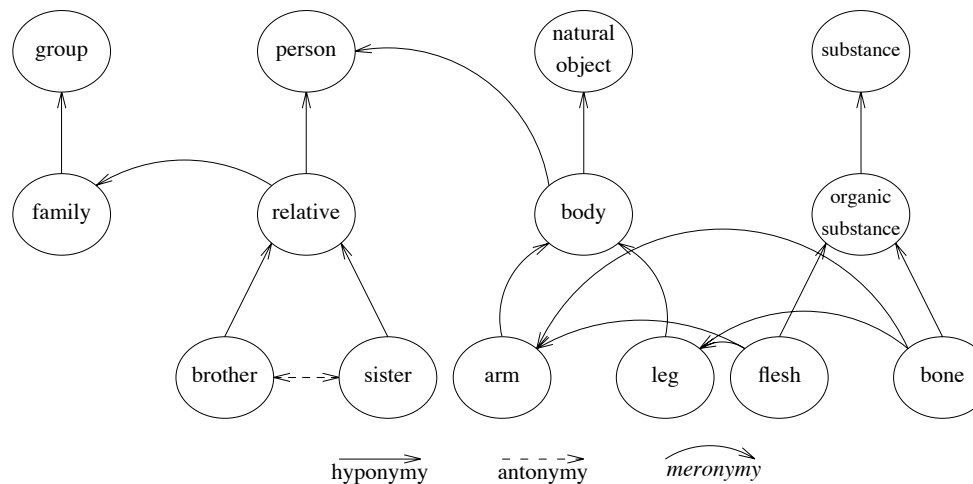 group
person
natural
object
substance
family
relative
body
organic
substance
brother
sister
arm
leg
flesh
bone
hyponymy
antonymy
meronymy